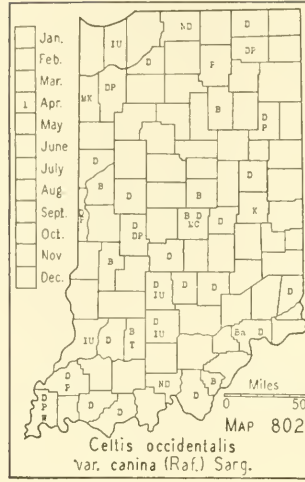 Jan.
Feb.
Mar.
1 Apr.
May
June
July
Aug.
Sept.
Oct.
Nov
Dec.
ND D
IU
DP
D F
DP
MK
B D
P
D
D
B
D B
D
P
K
B D
MC
D
D
DP
D
B
D
IU
D D
D
D
IU
Ba D
IU D B
T
D
P
ND B
D
D
P
W
D D
Miles
0 50
MAP 802
Celtis occidentalis
var. canina (Raf.) Sarg.